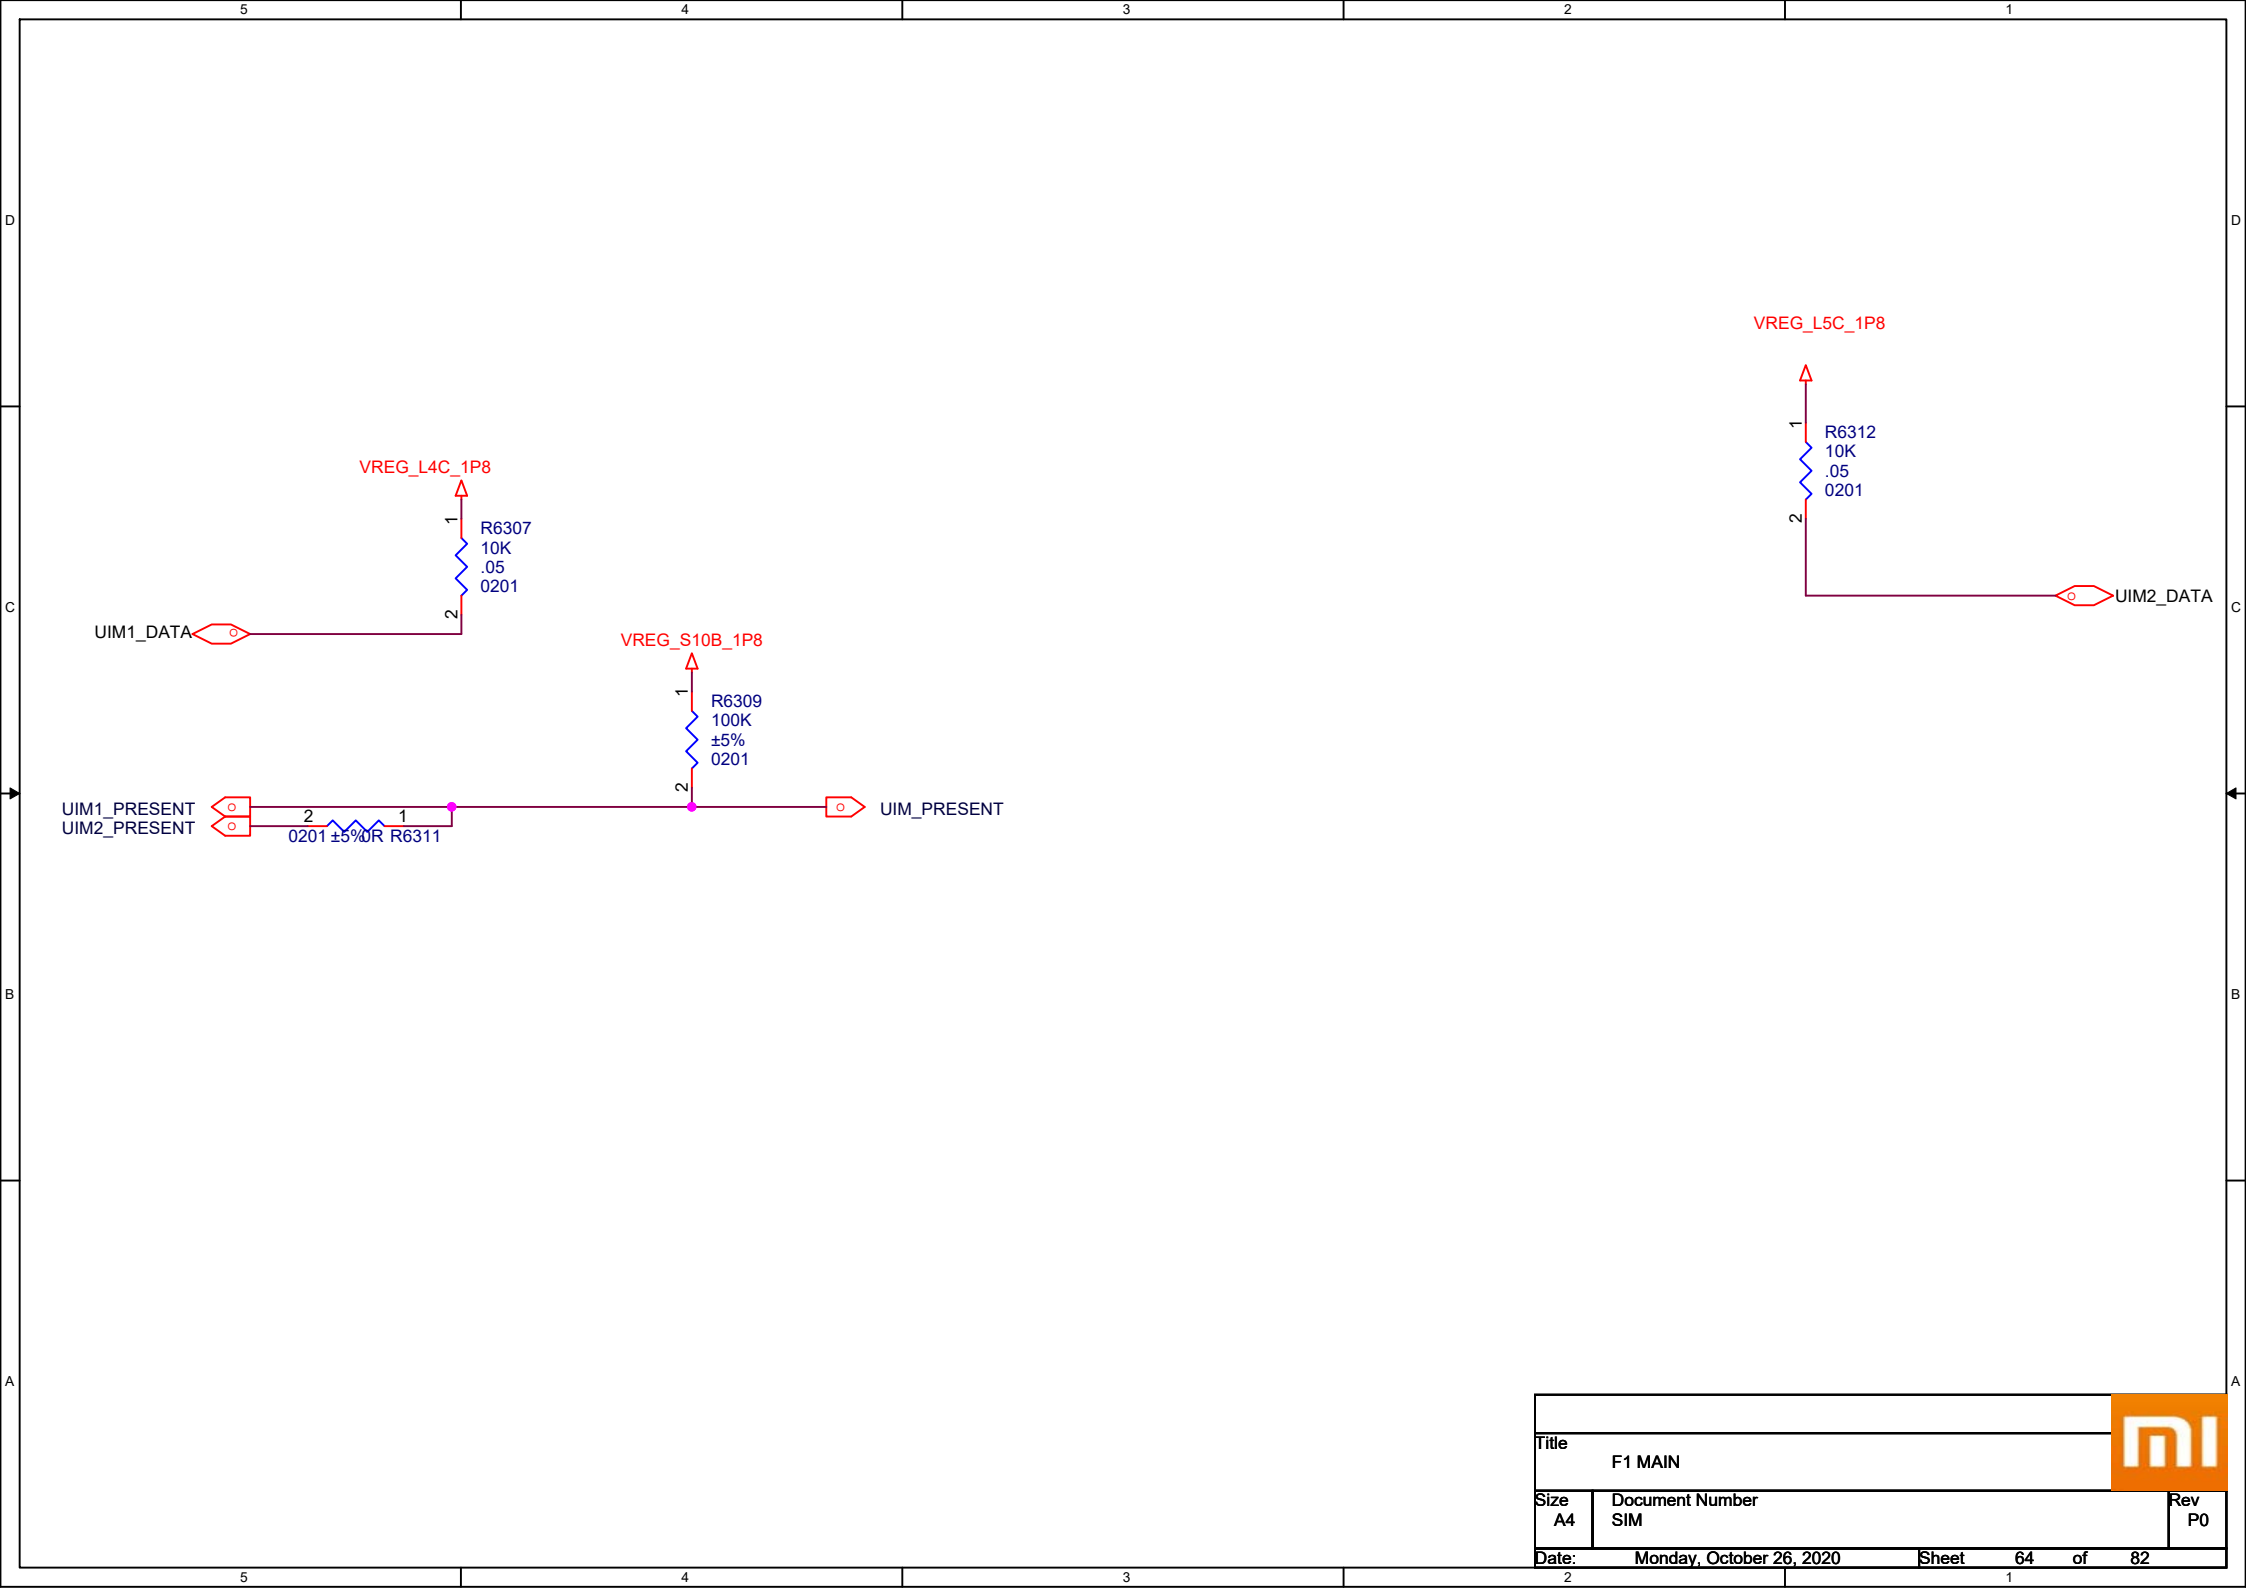 5 4 3 2 1
D D
VREG_L5C_1P8
1
R6312
10K
.05
0201
2
VREG_L4C_1P8
1
R6307
10K
.05
0201
2
UIM2_DATA
C C
UIM1_DATA
VREG_S10B_1P8
1
R6309
100K
±5%
0201
2
UIM1_PRESENT
UIM_PRESENT
2 1
UIM2_PRESENT
0201 ±5% 0R R6311
B B
A A
mi
Title
F1 MAIN
Size Document Number Rev
A4 SIM P0
Date: Monday, October 26, 2020 Sheet 64 of 82
5 4 3 2 1